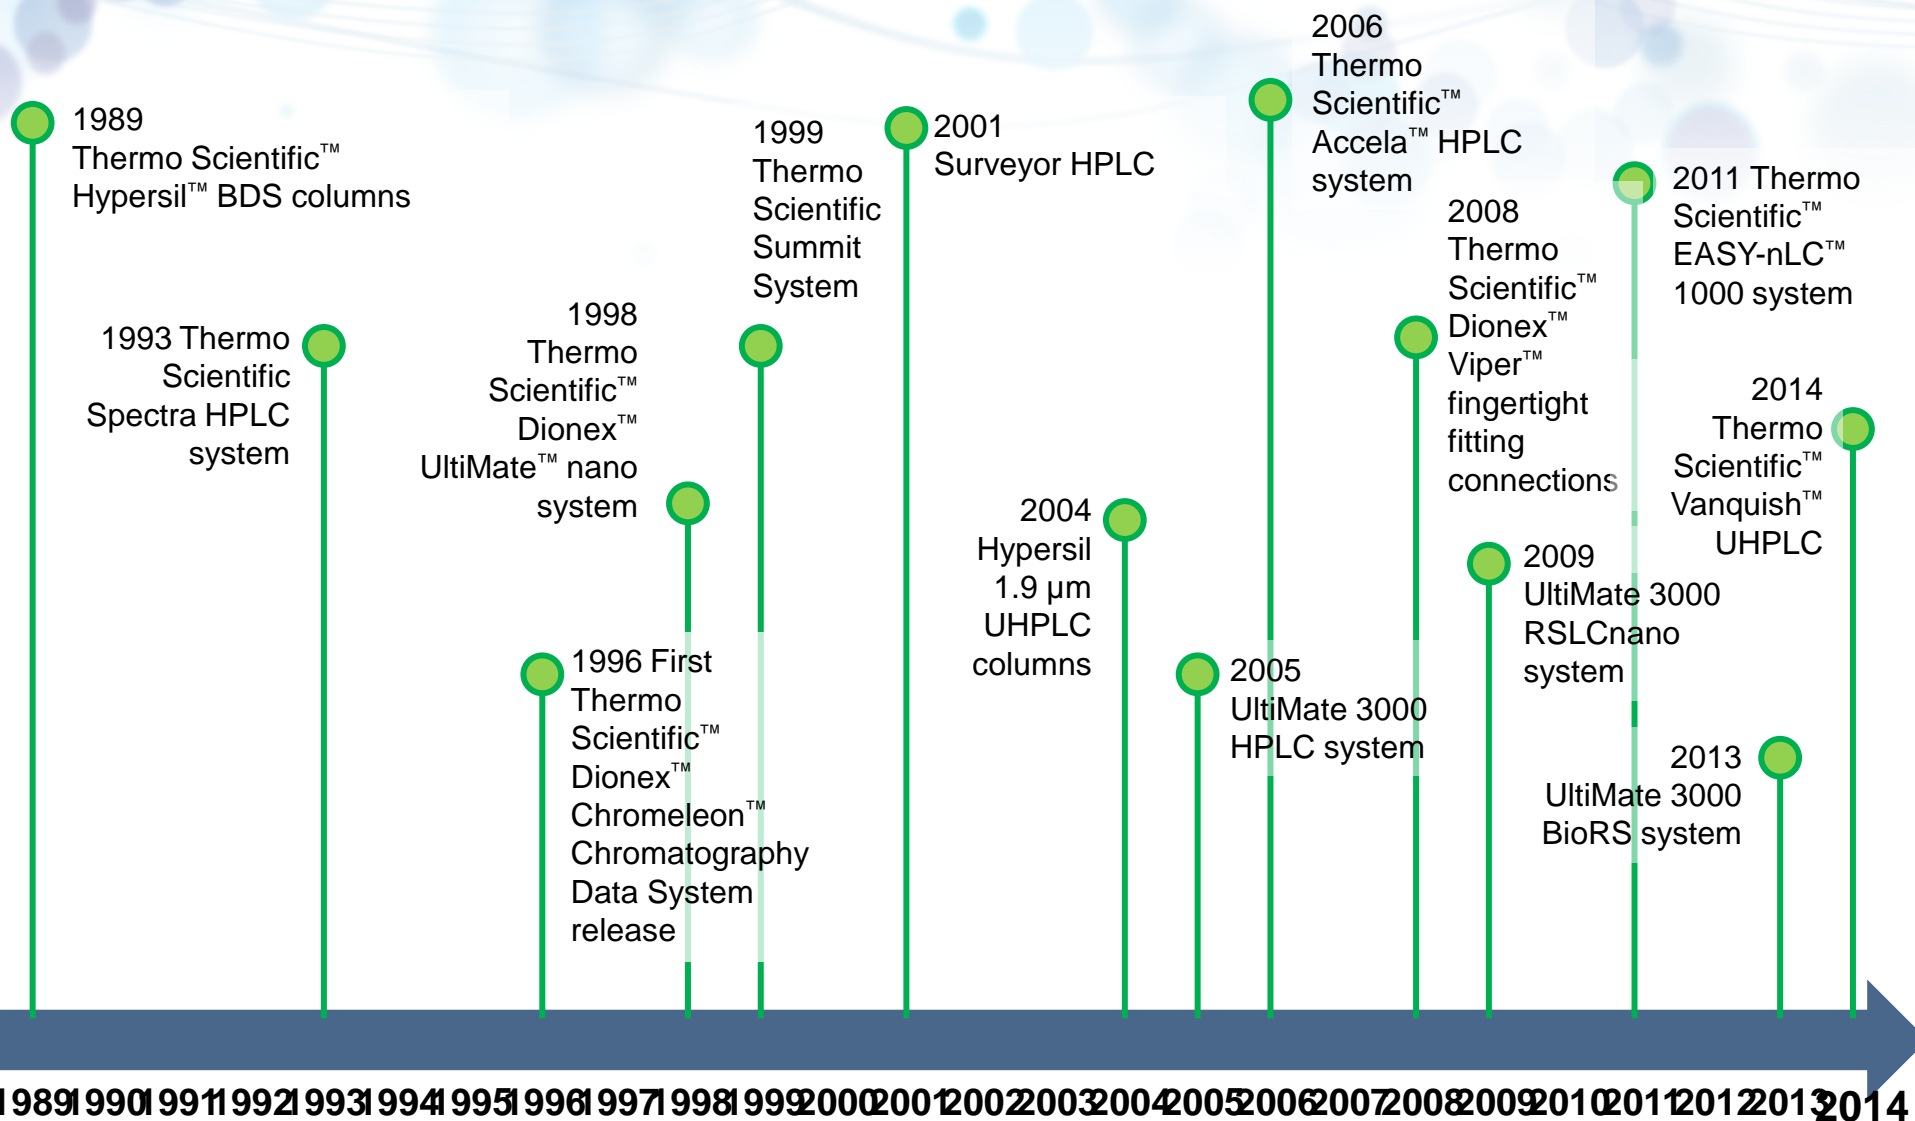 1989
Thermo Scientific™
Hypersil™ BDS columns
1993 Thermo
Scientific
Spectra HPLC
system
1996 First
Thermo
Scientific™
Dionex™
Chromeleon™
Chromatography
Data System
release
1998
Thermo
Scientific™
Dionex™
UltiMate™ nano
system
1999
Thermo
Scientific
Summit
System
2001
Surveyor HPLC
2004
Hypersil
1.9 µm
UHPLC
columns
2005
UltiMate 3000
HPLC system
2006
Thermo
Scientific™
Accela™ HPLC
system
2008
Thermo
Scientific™
Dionex™
Viper™
fingertight
fitting
connections
2009
UltiMate 3000
RSLCnano
system
2011 Thermo
Scientific™
EASY-nLC™
1000 system
2013
UltiMate 3000
BioRS system
2014
Thermo
Scientific™
Vanquish™
UHPLC
1989 1990 1991 1992 1993 1994 1995 1996 1997 1998 1999 2000 2001 2002 2003 2004 2005 2006 2007 2008 2009 2010 2011 2012 2013 2014